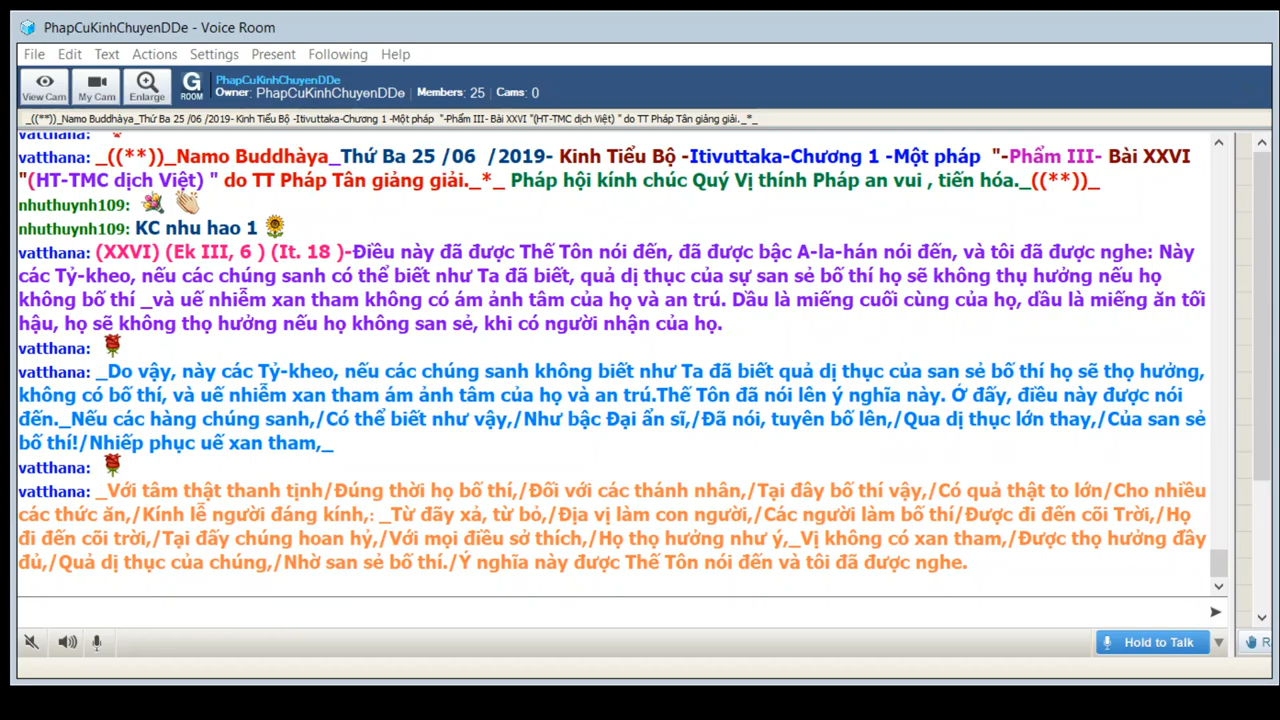 PhapCuKinhChuyenDDe - Voice Room
File Edit Text Actions Settings Present Following Help
View Cam My Cam Enlarge G ROOM PhapCuKinhChuyenDDe
Owner: PhapCuKinhChuyenDDe Members: 25 Cams: 0
_((**))_Namo Buddhàya_Thứ Ba 25 /06 /2019- Kinh Tiểu Bộ -Itivuttaka-Chương 1 -Một pháp "-Phẩm III- Bài XXVI "(HT-TMC dịch Việt) " do TT Pháp Tân giảng giải._*_
vatthana:
vatthana: _((**))_Namo Buddhàya_Thứ Ba 25 /06 /2019- Kinh Tiểu Bộ -Itivuttaka-Chương 1 -Một pháp "-Phẩm III- Bài XXVI
"(HT-TMC dịch Việt) " do TT Pháp Tân giảng giải._*_ Pháp hội kính chúc Quý Vị thính Pháp an vui , tiến hóa._((**))_
nhuthuynh109:
nhuthuynh109: KC nhu hao 1
vatthana: (XXVI) (Ek III, 6 ) (It. 18 )-Điều này đã được Thế Tôn nói đến, đã được bậc A-la-hán nói đến, và tôi đã được nghe: Này
các Tỷ-kheo, nếu các chúng sanh có thể biết như Ta đã biết, quả dị thục của sự san sẻ bố thí họ sẽ không thụ hưởng nếu họ
không bố thí _và uế nhiễm xan tham không có ám ảnh tâm của họ và an trú. Dầu là miếng cuối cùng của họ, dầu là miếng ăn tối
hậu, họ sẽ không thọ hưởng nếu họ không san sẻ, khi có người nhận của họ.
vatthana:
vatthana: _Do vậy, này các Tỷ-kheo, nếu các chúng sanh không biết như Ta đã biết quả dị thục của san sẻ bố thí họ sẽ thọ hưởng,
không có bố thí, và uế nhiễm xan tham ám ảnh tâm của họ và an trú.Thế Tôn đã nói lên ý nghĩa này. Ở đấy, điều này được nói
đến._Nếu các hàng chúng sanh,/Có thể biết như vậy,/Như bậc Đại ẩn sĩ,/Đã nói, tuyên bố lên,/Qua dị thục lớn thay,/Của san sẻ
bố thí!/Nhiếp phục uế xan tham,_
vatthana:
vatthana: _Với tâm thật thanh tịnh/Đúng thời họ bố thí,/Đối với các thánh nhân,/Tại đây bố thí vậy,/Có quả thật to lớn/Cho nhiều
các thức ăn,/Kính lễ người đáng kính,: _Từ đãy xả, từ bỏ,/Địa vị làm con người,/Các người làm bố thí/Được đi đến cõi Trời,/Họ
đi đến cõi trời,/Tại đấy chúng hoan hỷ,/Với mọi điều sở thích,/Họ thọ hưởng như ý,_Vị không có xan tham,/Được thọ hưởng đầy
đủ,/Quả dị thục của chúng,/Nhờ san sẻ bố thí./Ý nghĩa này được Thế Tôn nói đến và tôi đã được nghe.
Hold to Talk